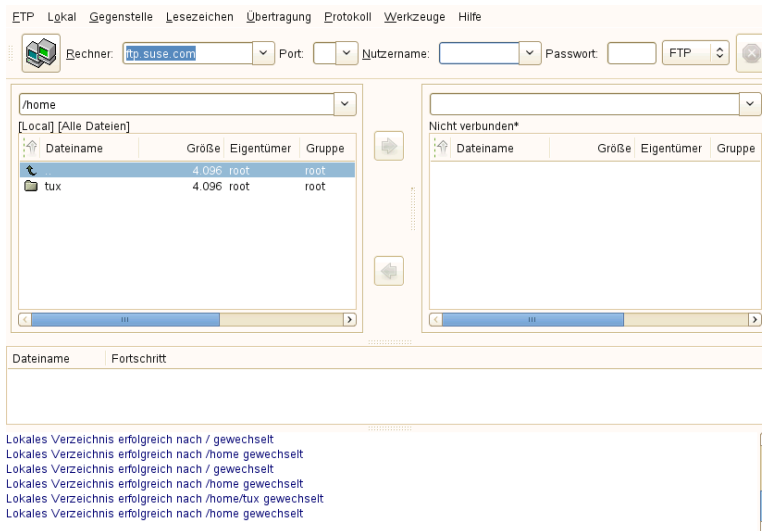 FTP Lokal Gegenstelle Lesezeichen Übertragung Protokoll Werkzeuge Hilfe
Rechner: ftp.suse.com Port: Nutzername: Passwort: FTP
/home
[Local] [Alle Dateien]
Dateiname Größe Eigentümer Gruppe
.. 4.096 root root
tux 4.096 root root
Nicht verbunden*
Dateiname Größe Eigentümer Gruppe
Dateiname Fortschritt
Lokales Verzeichnis erfolgreich nach / gewechselt
Lokales Verzeichnis erfolgreich nach /home gewechselt
Lokales Verzeichnis erfolgreich nach / gewechselt
Lokales Verzeichnis erfolgreich nach /home gewechselt
Lokales Verzeichnis erfolgreich nach /home/tux gewechselt
Lokales Verzeichnis erfolgreich nach /home gewechselt